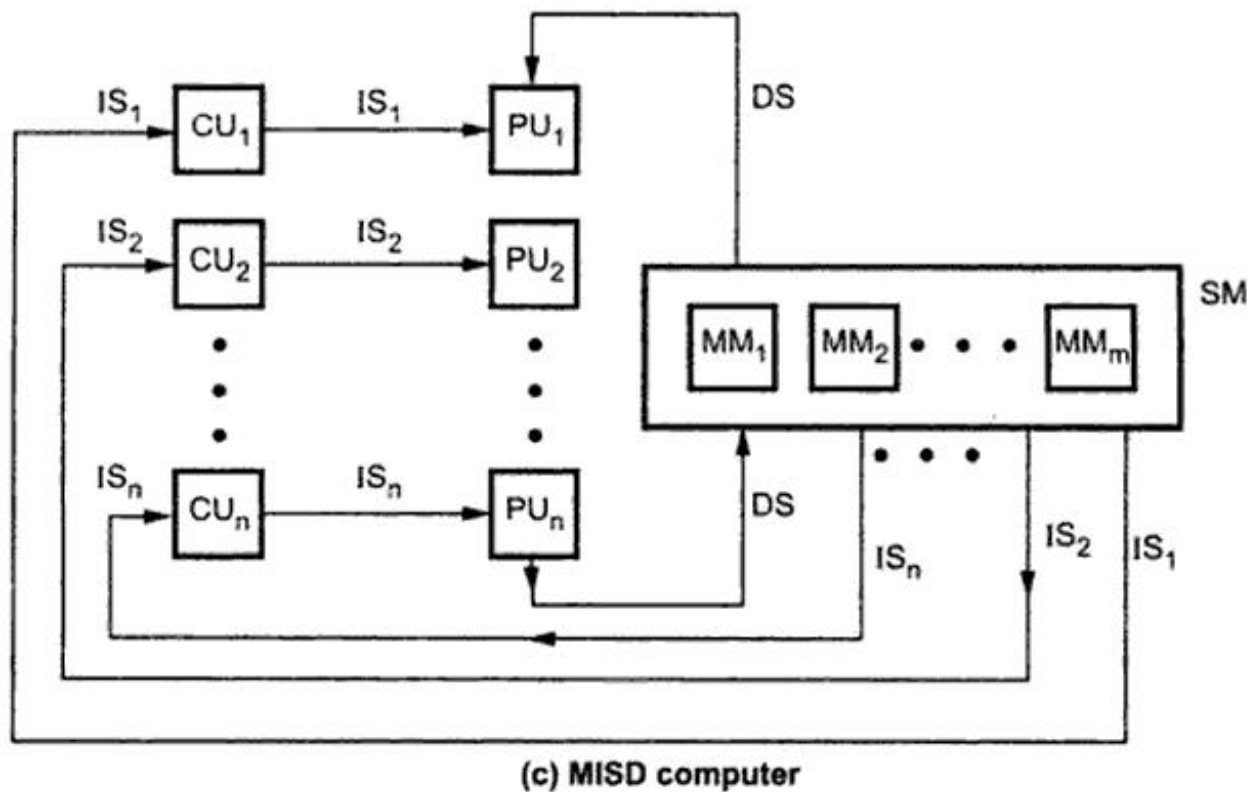 DS
IS₁ CU₁ IS₁ PU₁
IS₂ CU₂ IS₂ PU₂
SM
MM₁ MM₂ MMₘ
ISₙ CUₙ ISₙ PUₙ
DS
ISₙ IS₂ IS₁
(c) MISD computer